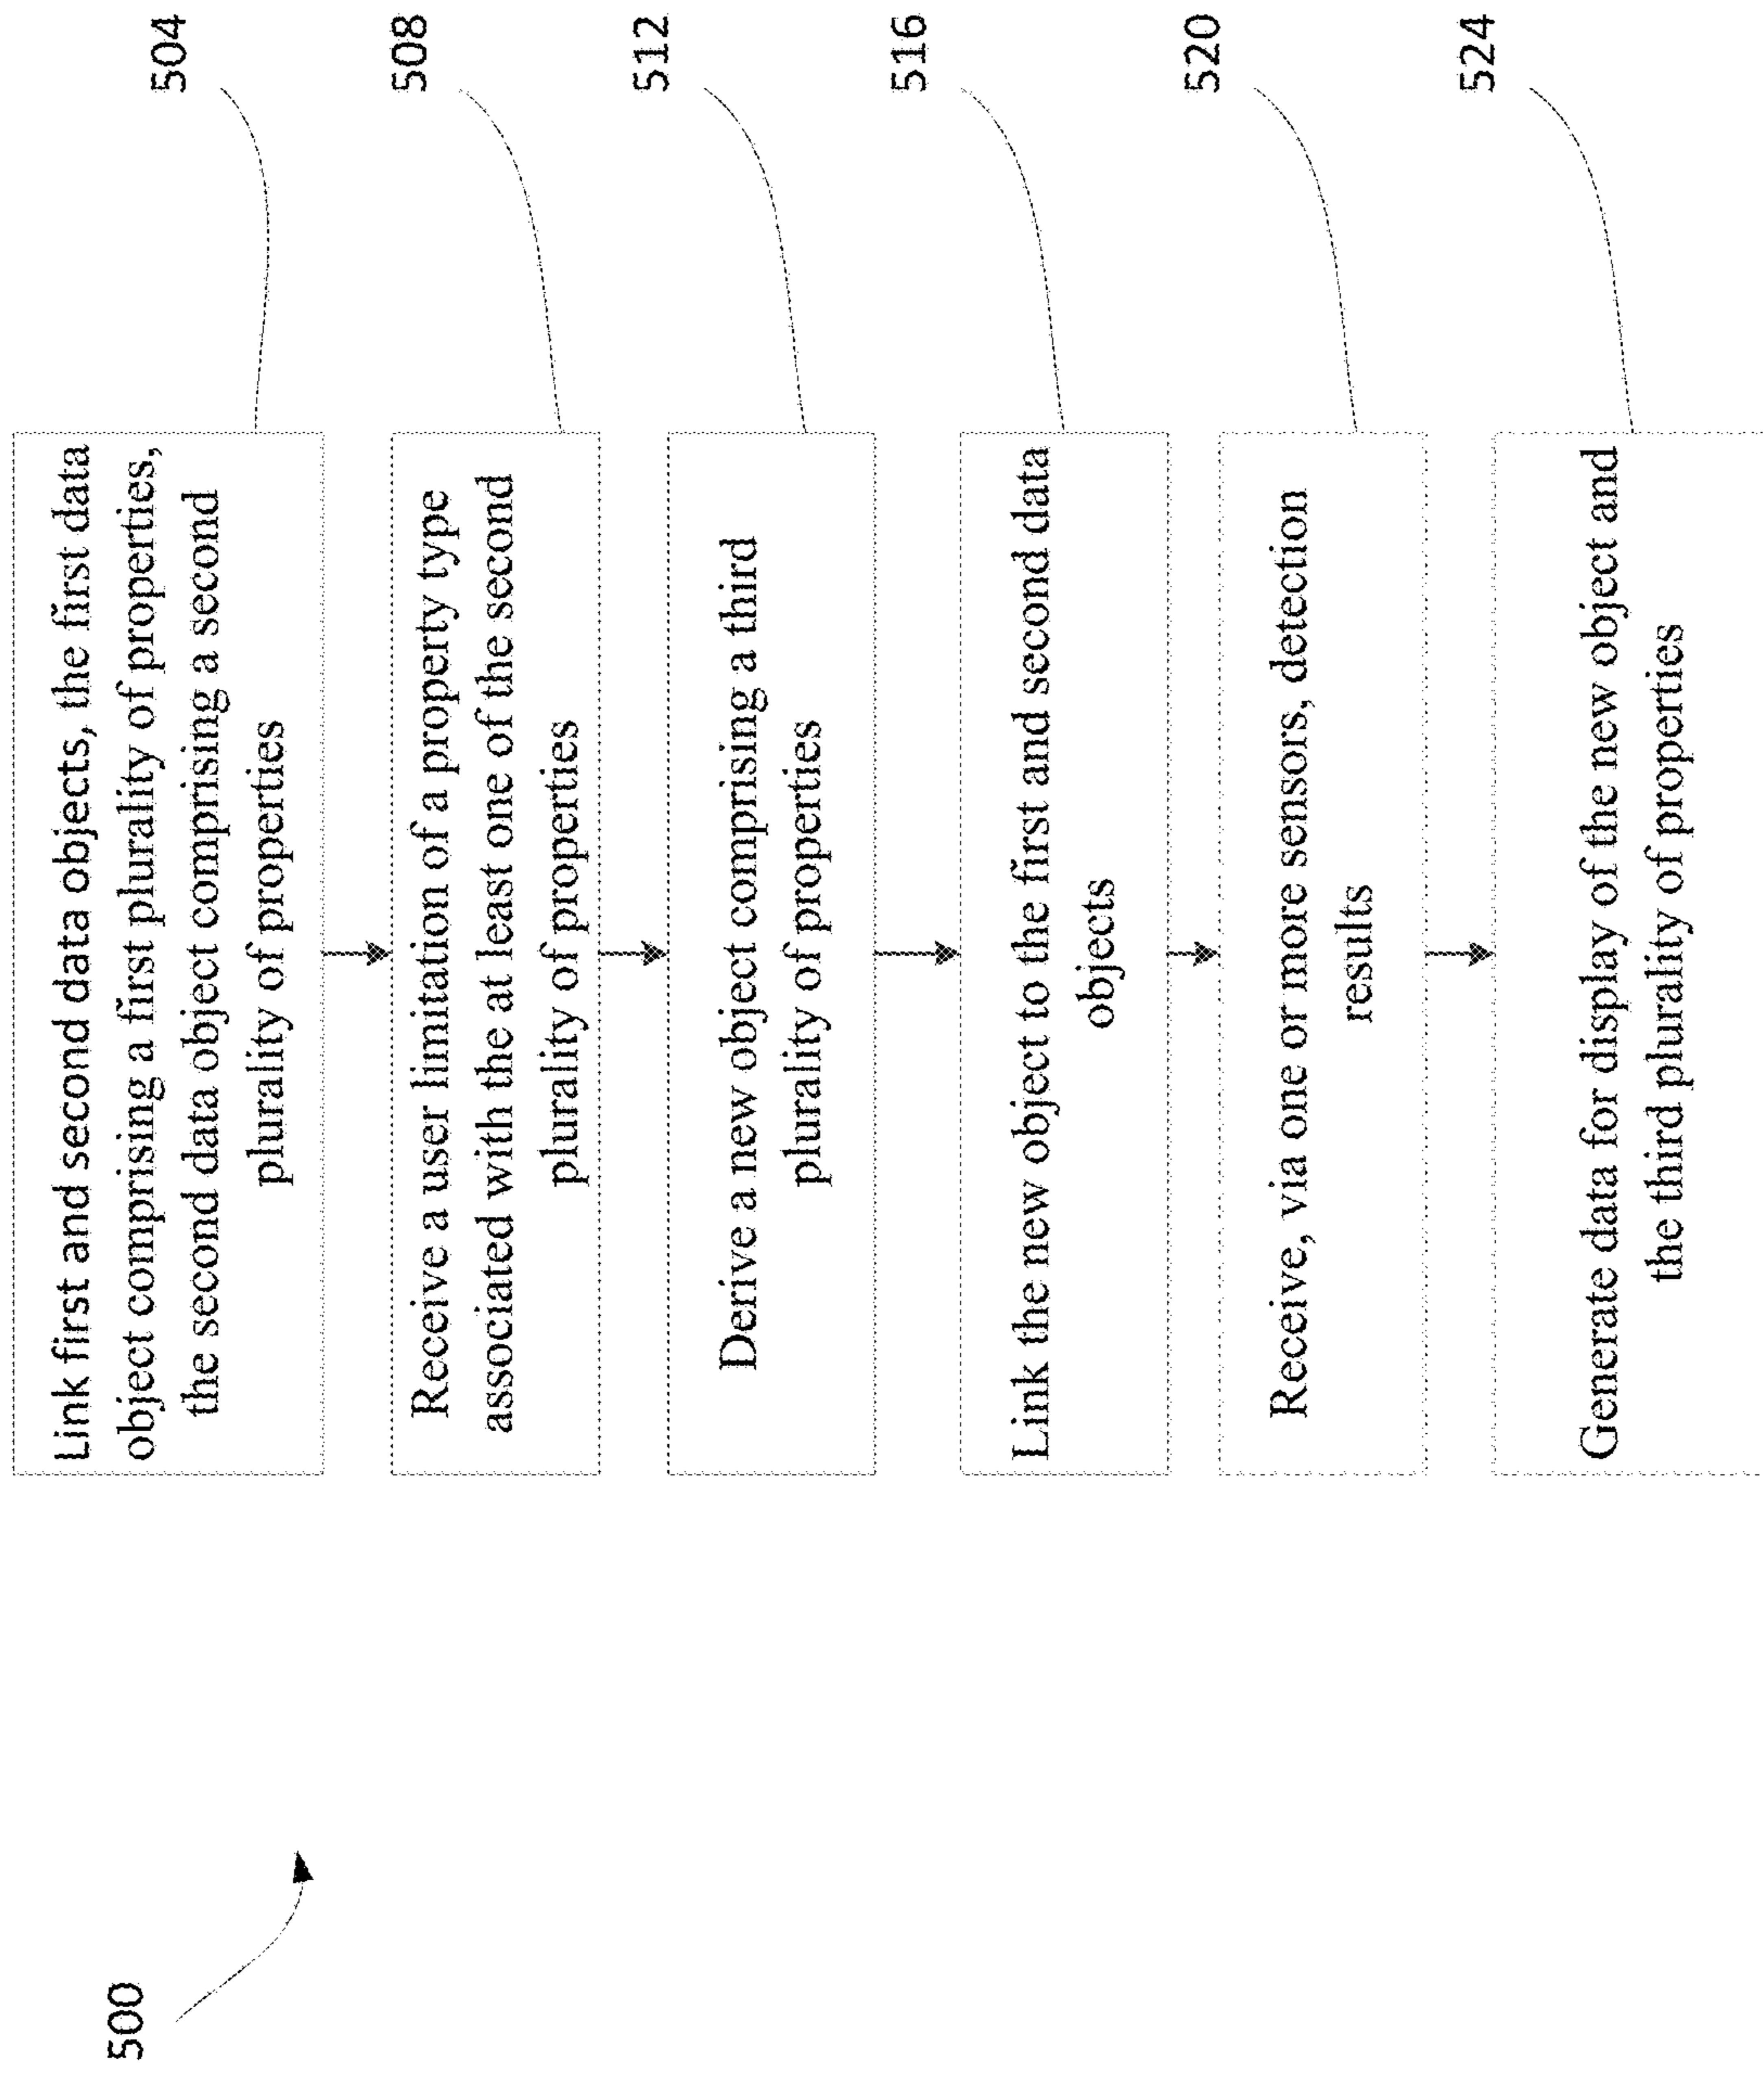 500
Link first and second data objects, the first data
object comprising a first plurality of properties,
the second data object comprising a second
plurality of properties
504
Receive a user limitation of a property type
associated with the at least one of the second
plurality of properties
508
Derive a new object comprising a third
plurality of properties
512
Link the new object to the first and second data
objects
516
Receive, via one or more sensors, detection
results
520
Generate data for display of the new object and
the third plurality of properties
524